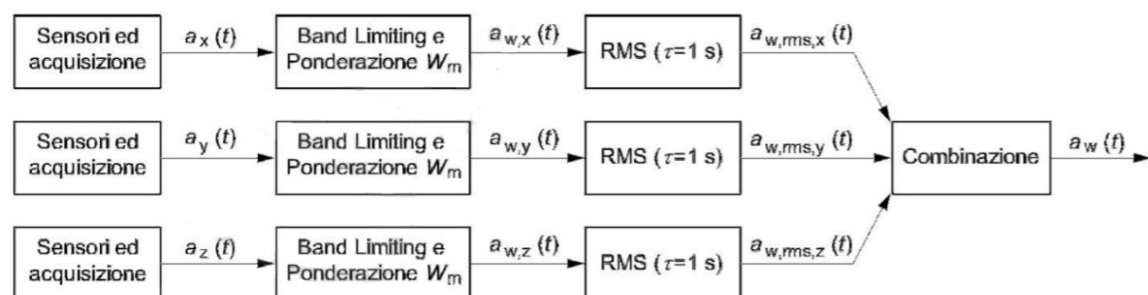 Sensori ed
acquisizione
a_x (t)
Band Limiting e
Ponderazione W_m
a_w,x (t)
RMS (τ=1 s)
a_w,rms,x (t)
Sensori ed
acquisizione
a_y (t)
Band Limiting e
Ponderazione W_m
a_w,y (t)
RMS (τ=1 s)
a_w,rms,y (t)
Combinazione
a_w (t)
Sensori ed
acquisizione
a_z (t)
Band Limiting e
Ponderazione W_m
a_w,z (t)
RMS (τ=1 s)
a_w,rms,z (t)